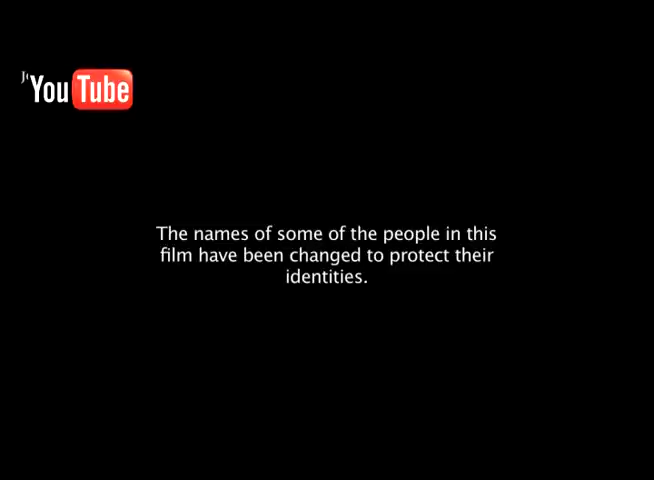 YouTube
The names of some of the people in this
film have been changed to protect their
identities.